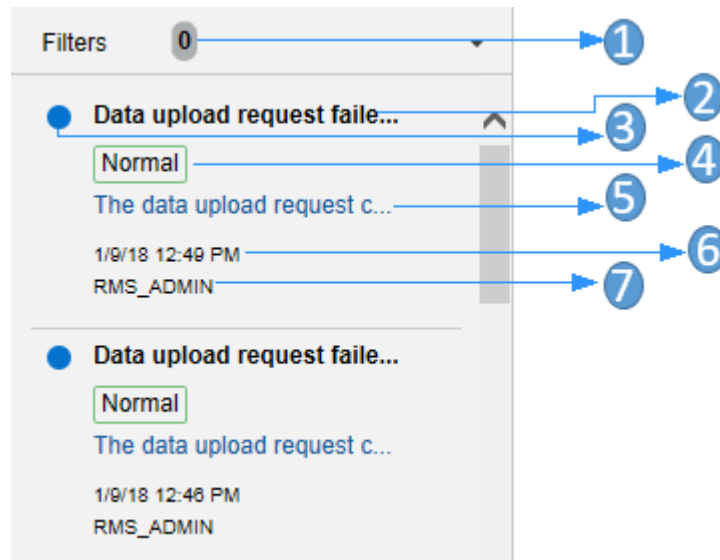 Filters 0 1
Data upload request faile... 2
3
Normal 4
The data upload request c... 5
1/9/18 12:49 PM 6
RMS_ADMIN 7
Data upload request faile...
Normal
The data upload request c...
1/9/18 12:46 PM
RMS_ADMIN